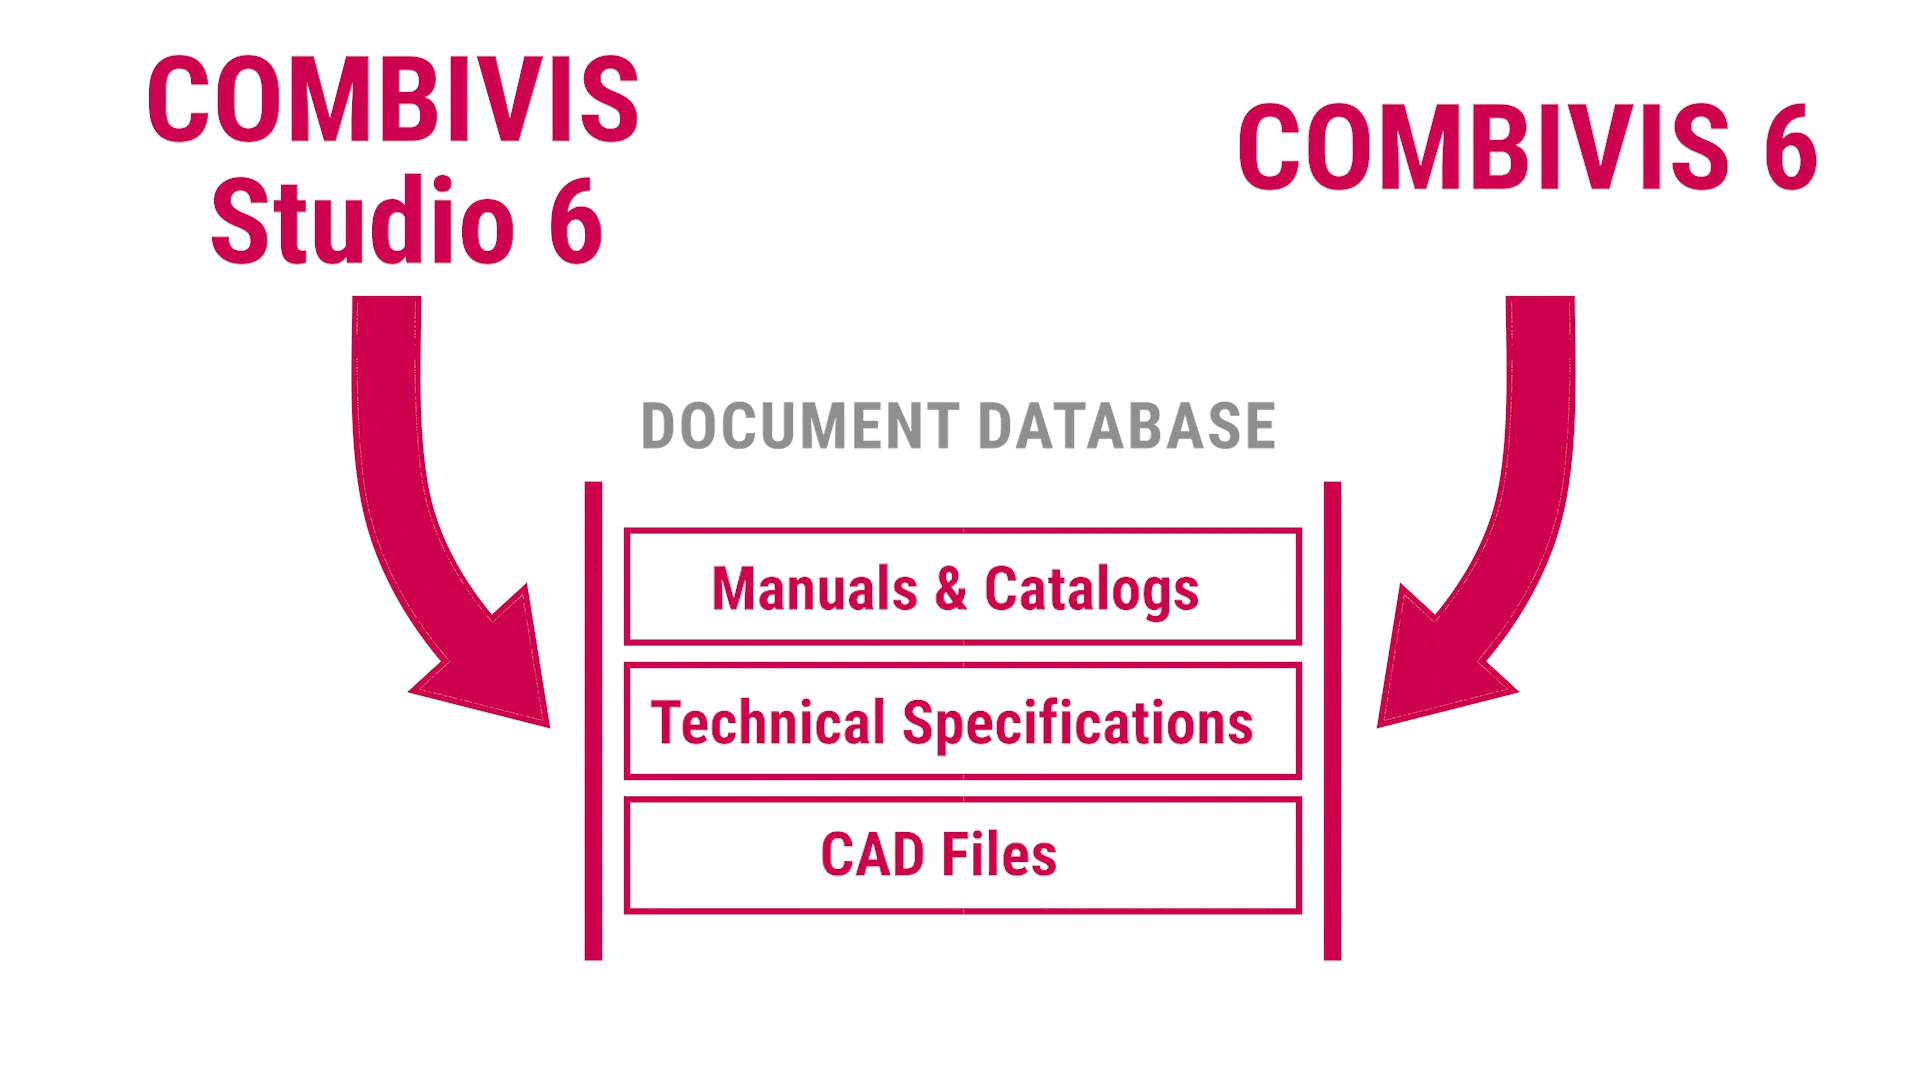 COMBIVIS
Studio 6
COMBIVIS 6
DOCUMENT DATABASE
Manuals & Catalogs
Technical Specifications
CAD Files